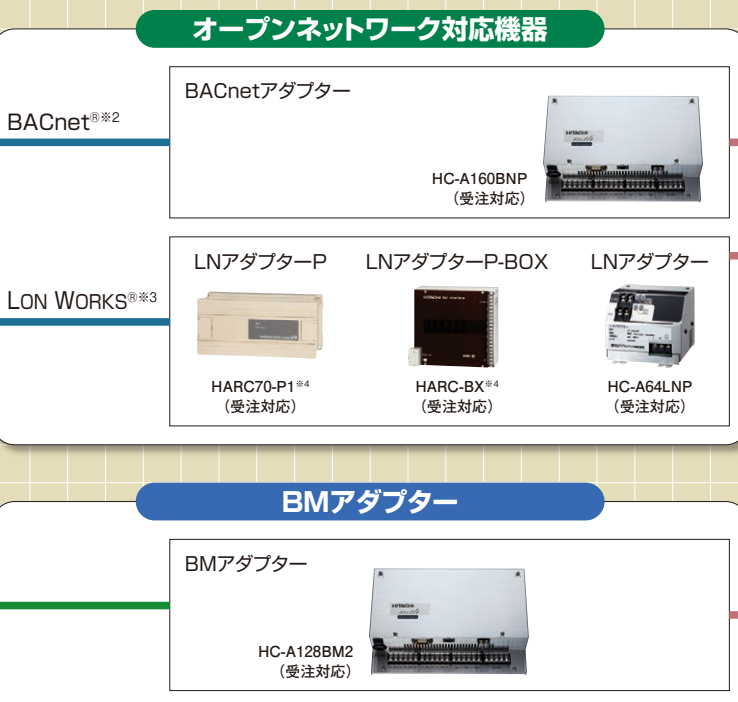 オープンネットワーク対応機器
BACnetアダプター
BACnet®※2
HITACHI
HC-A160BNP
（受注対応）
LNアダプターP
LNアダプターP-BOX
LNアダプター
LON WORKS®※3
HARC70-P1※4
（受注対応）
HARC-BX※4
（受注対応）
HC-A64LNP
（受注対応）
BMアダプター
BMアダプター
HITACHI
HC-A128BM2
（受注対応）